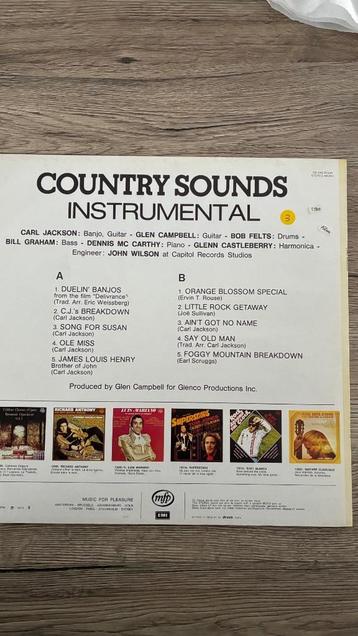 COUNTRY SOUNDS
INSTRUMENTAL
3
CARL JACKSON: Banjo, Guitar - GLEN CAMPBELL: Guitar - BOB FELTS: Drums -
BILL GRAHAM: Bass - DENNIS MC CARTHY: Piano - GLENN CASTLEBERRY: Harmonica -
Engineer: JOHN WILSON at Capitol Records Studios
A
1. DUELIN' BANJOS
from the film "Delivrance")
(Trad. Arr. Eric Weissberg)
2. C.J.'s BREAKDOWN
(Carl Jackson)
3. SONG FOR SUSAN
(Carl Jackson)
4. OLE MISS
(Carl Jackson)
5. JAMES LOUIS HENRY
Brother of John
(Carl Jackson)
B
1. ORANGE BLOSSOM SPECIAL
(Ervin T. Rouse)
2. LITTLE ROCK GETAWAY
(Joë Sullivan)
3. AIN'T GOT NO NAME
(Carl Jackson)
4. SAY OLD MAN
(Trad. Arr. Carl Jackson)
5. FOGGY MOUNTAIN BREAKDOWN
(Earl Scruggs)
Produced by Glen Campbell for Glenco Productions Inc.
RICHARD ANTHONY
LUIS MARIANO
SUPERSTARS
MUSIC FOR PLEASURE
mfp
EMI